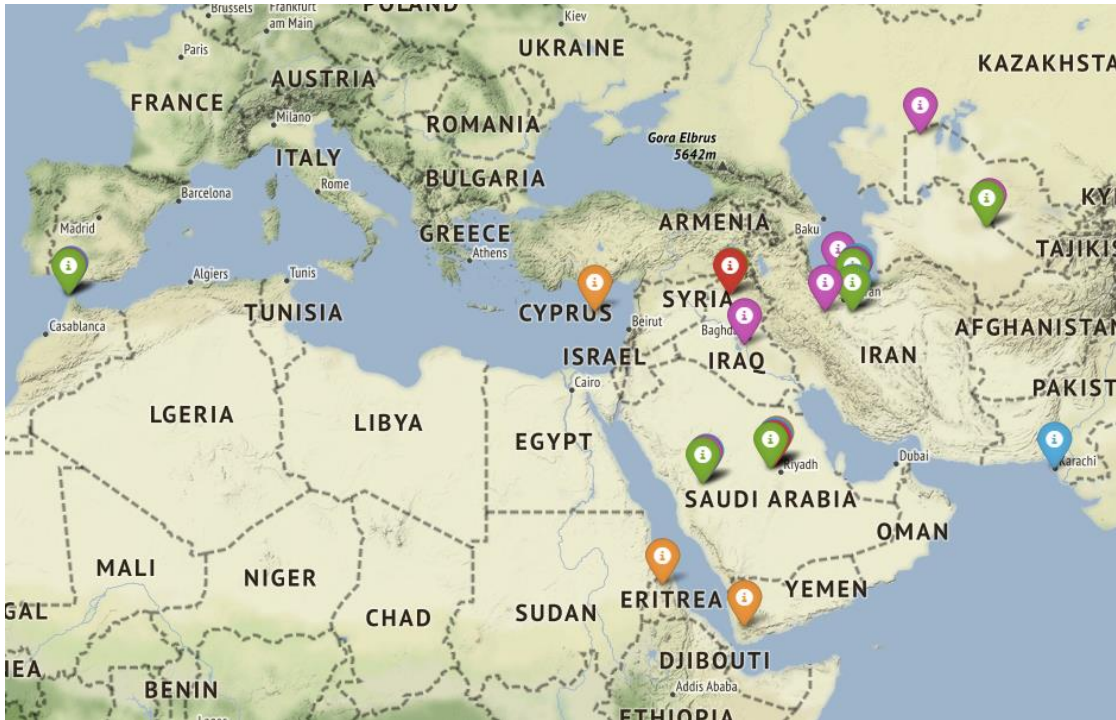 Brussels
Frankfurt
am Main
POLAND
Kiev
Paris
UKRAINE
KAZAKHSTA
AUSTRIA
FRANCE
Milano
ROMANIA
Gora Elbrus
5642m
ITALY
BULGARIA
Barcelona
Rome
KY
Madrid
ARMENIA
Baku
GREECE
Athens
TAJIKIS
Algiers
Tunis
SYRIA
TUNISIA
CYPRUS
Casablanca
Beirut
Baghda
AFGHANISTAN
ISRAEL
IRAQ
IRAN
Cairo
PAKIST
LGERIA
LIBYA
EGYPT
Dubai
Karachi
Riyadh
SAUDI ARABIA
OMAN
MALI
NIGER
ERITREA
YEMEN
GAL
CHAD
SUDAN
DJIBOUTI
NEA
BENIN
Addis Ababa
ETHIOPIA